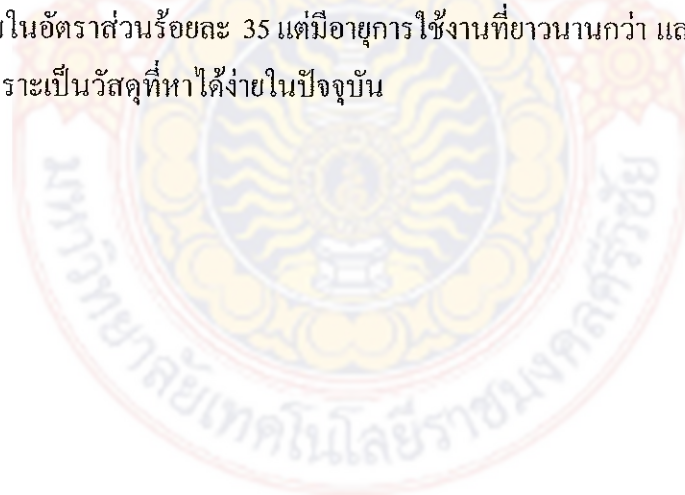 ในอัตราส่วนร้อยละ 35 แต่มีอายุการใช้งานที่ยาวนานกว่า
ราะเป็นวัสดุที่หาได้ง่ายในปัจจุบัน
มหาวิทยาลัยเทคโนโลยีราชมงคลศรีวิชัย